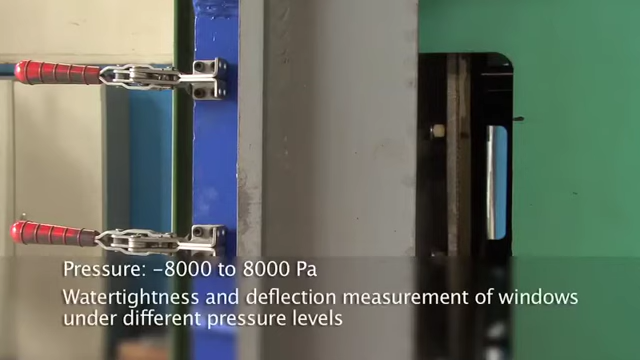 Pressure: –8000 to 8000 Pa
Watertightness and deflection measurement of windows
under different pressure levels